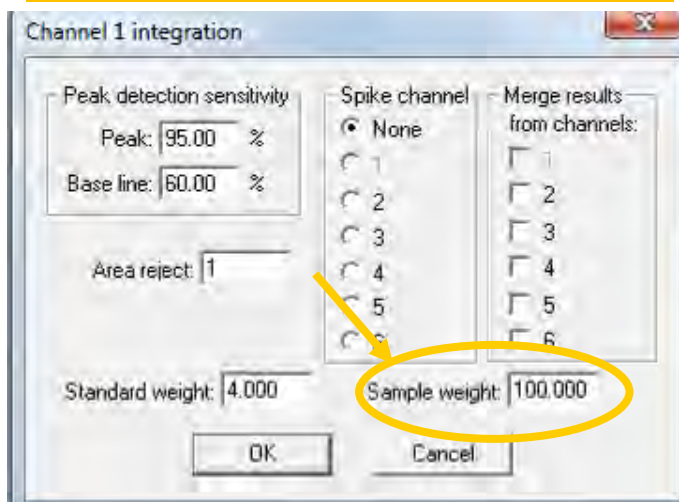 Channel 1 integration
Peak detection sensitivity
Peak: 95.00 %
Base line: 60.00 %
Area reject: 1
Spike channel
None
1
2
3
4
5
Merge results
from channels:
1
2
3
4
5
6
Standard weight: 4.000
Sample weight: 100.000
OK
Cancel